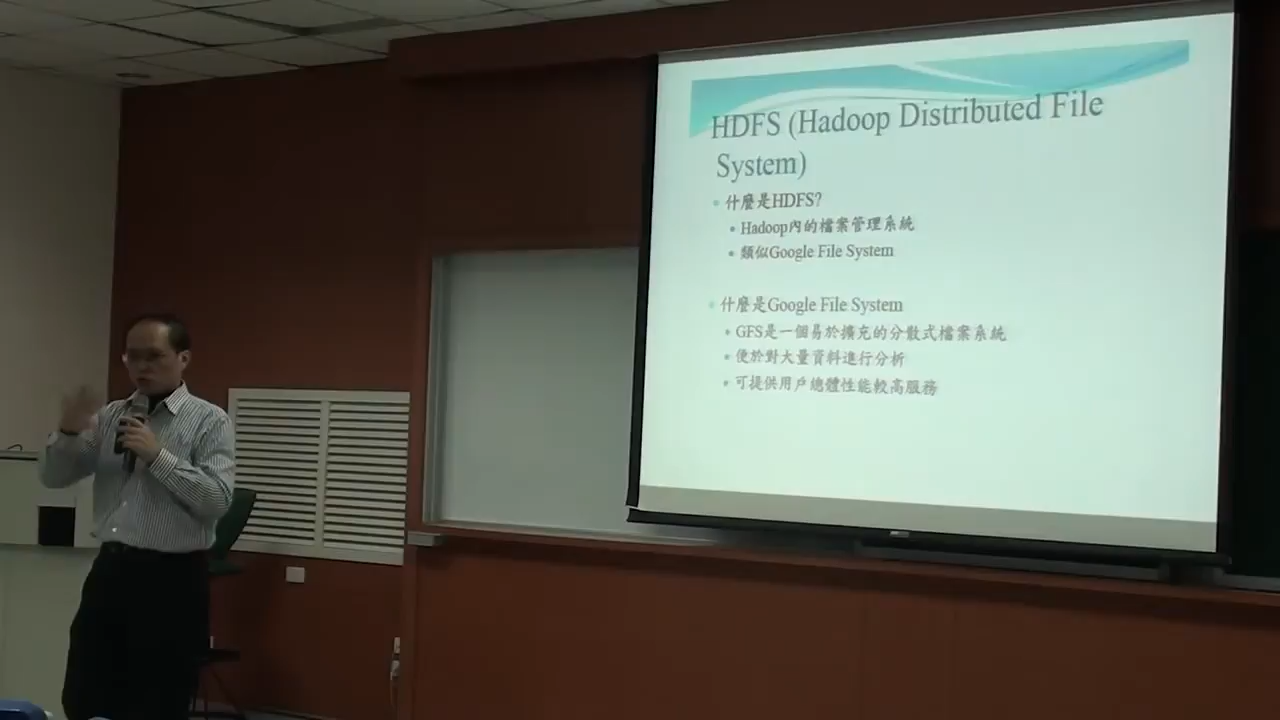 HDFS (Hadoop Distributed File
System)
什麼是HDFS?
Hadoop內的檔案管理系統
類似Google File System
什麼是Google File System
GFS是一個易於擴充的分散式檔案系統
便於對大量資料進行分析
可提供用戶總體性能較高服務